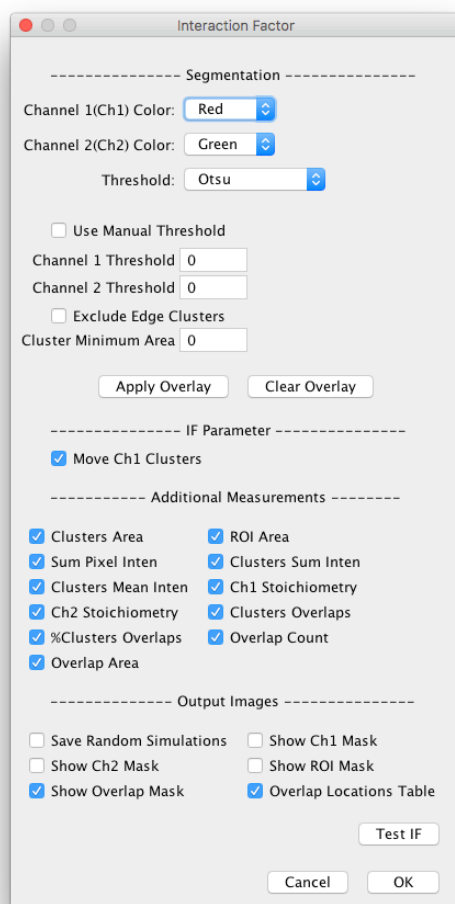 Interaction Factor
--------------- Segmentation ---------------
Channel 1(Ch1) Color: Red
Channel 2(Ch2) Color: Green
Threshold: Otsu
Use Manual Threshold
Channel 1 Threshold 0
Channel 2 Threshold 0
Exclude Edge Clusters
Cluster Minimum Area 0
Apply Overlay Clear Overlay
--------------- IF Parameter ---------------
Move Ch1 Clusters
----------- Additional Measurements --------
Clusters Area ROI Area
Sum Pixel Inten Clusters Sum Inten
Clusters Mean Inten Ch1 Stoichiometry
Ch2 Stoichiometry Clusters Overlaps
%Clusters Overlaps Overlap Count
Overlap Area
-------------- Output Images ---------------
Save Random Simulations Show Ch1 Mask
Show Ch2 Mask Show ROI Mask
Show Overlap Mask Overlap Locations Table
Test IF
Cancel OK